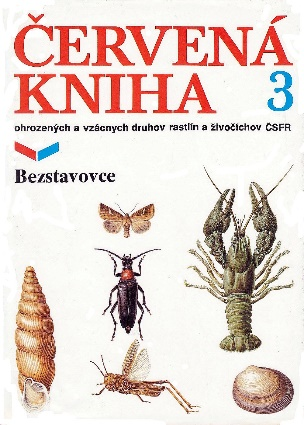 ČERVENÁ
KNIHA 3
ohrozených a vzácnych druhov rastlín a živočíchov ČSFR
Bezstavovce